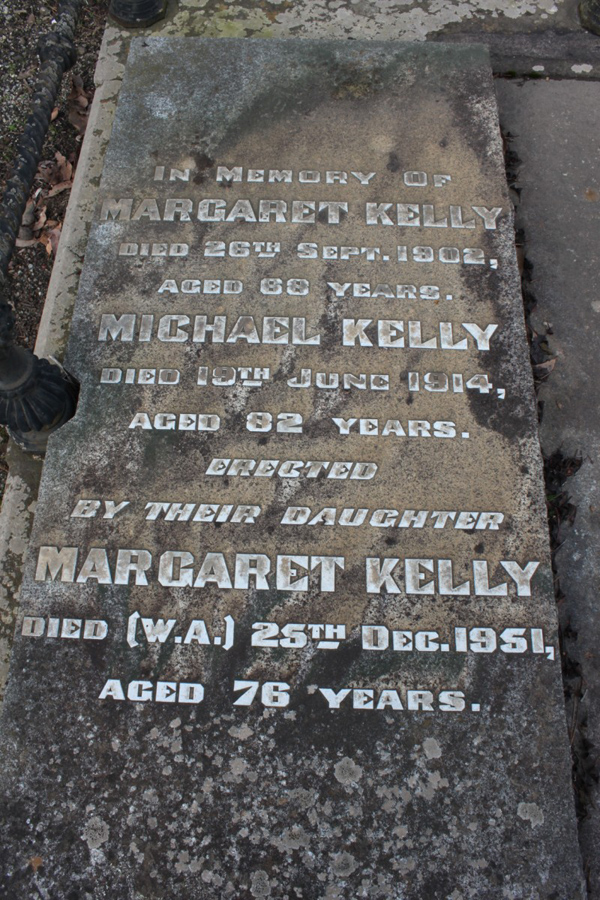 IN MEMORY OF
MARGARET KELLY
DIED 26TH SEPT. 1902,
AGED 68 YEARS.
MICHAEL KELLY
DIED 19TH JUNE 1914,
AGED 82 YEARS.
ERECTED
BY THEIR DAUGHTER
MARGARET KELLY
DIED (W.A.) 25TH DEC. 1951,
AGED 76 YEARS.